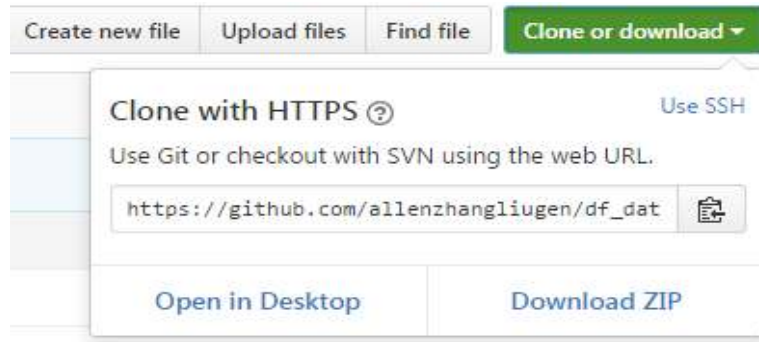 Create new file Upload files Find file Clone or download
Clone with HTTPS Use SSH
Use Git or checkout with SVN using the web URL.
https://github.com/allenzhangliugen/df_dat
Open in Desktop Download ZIP